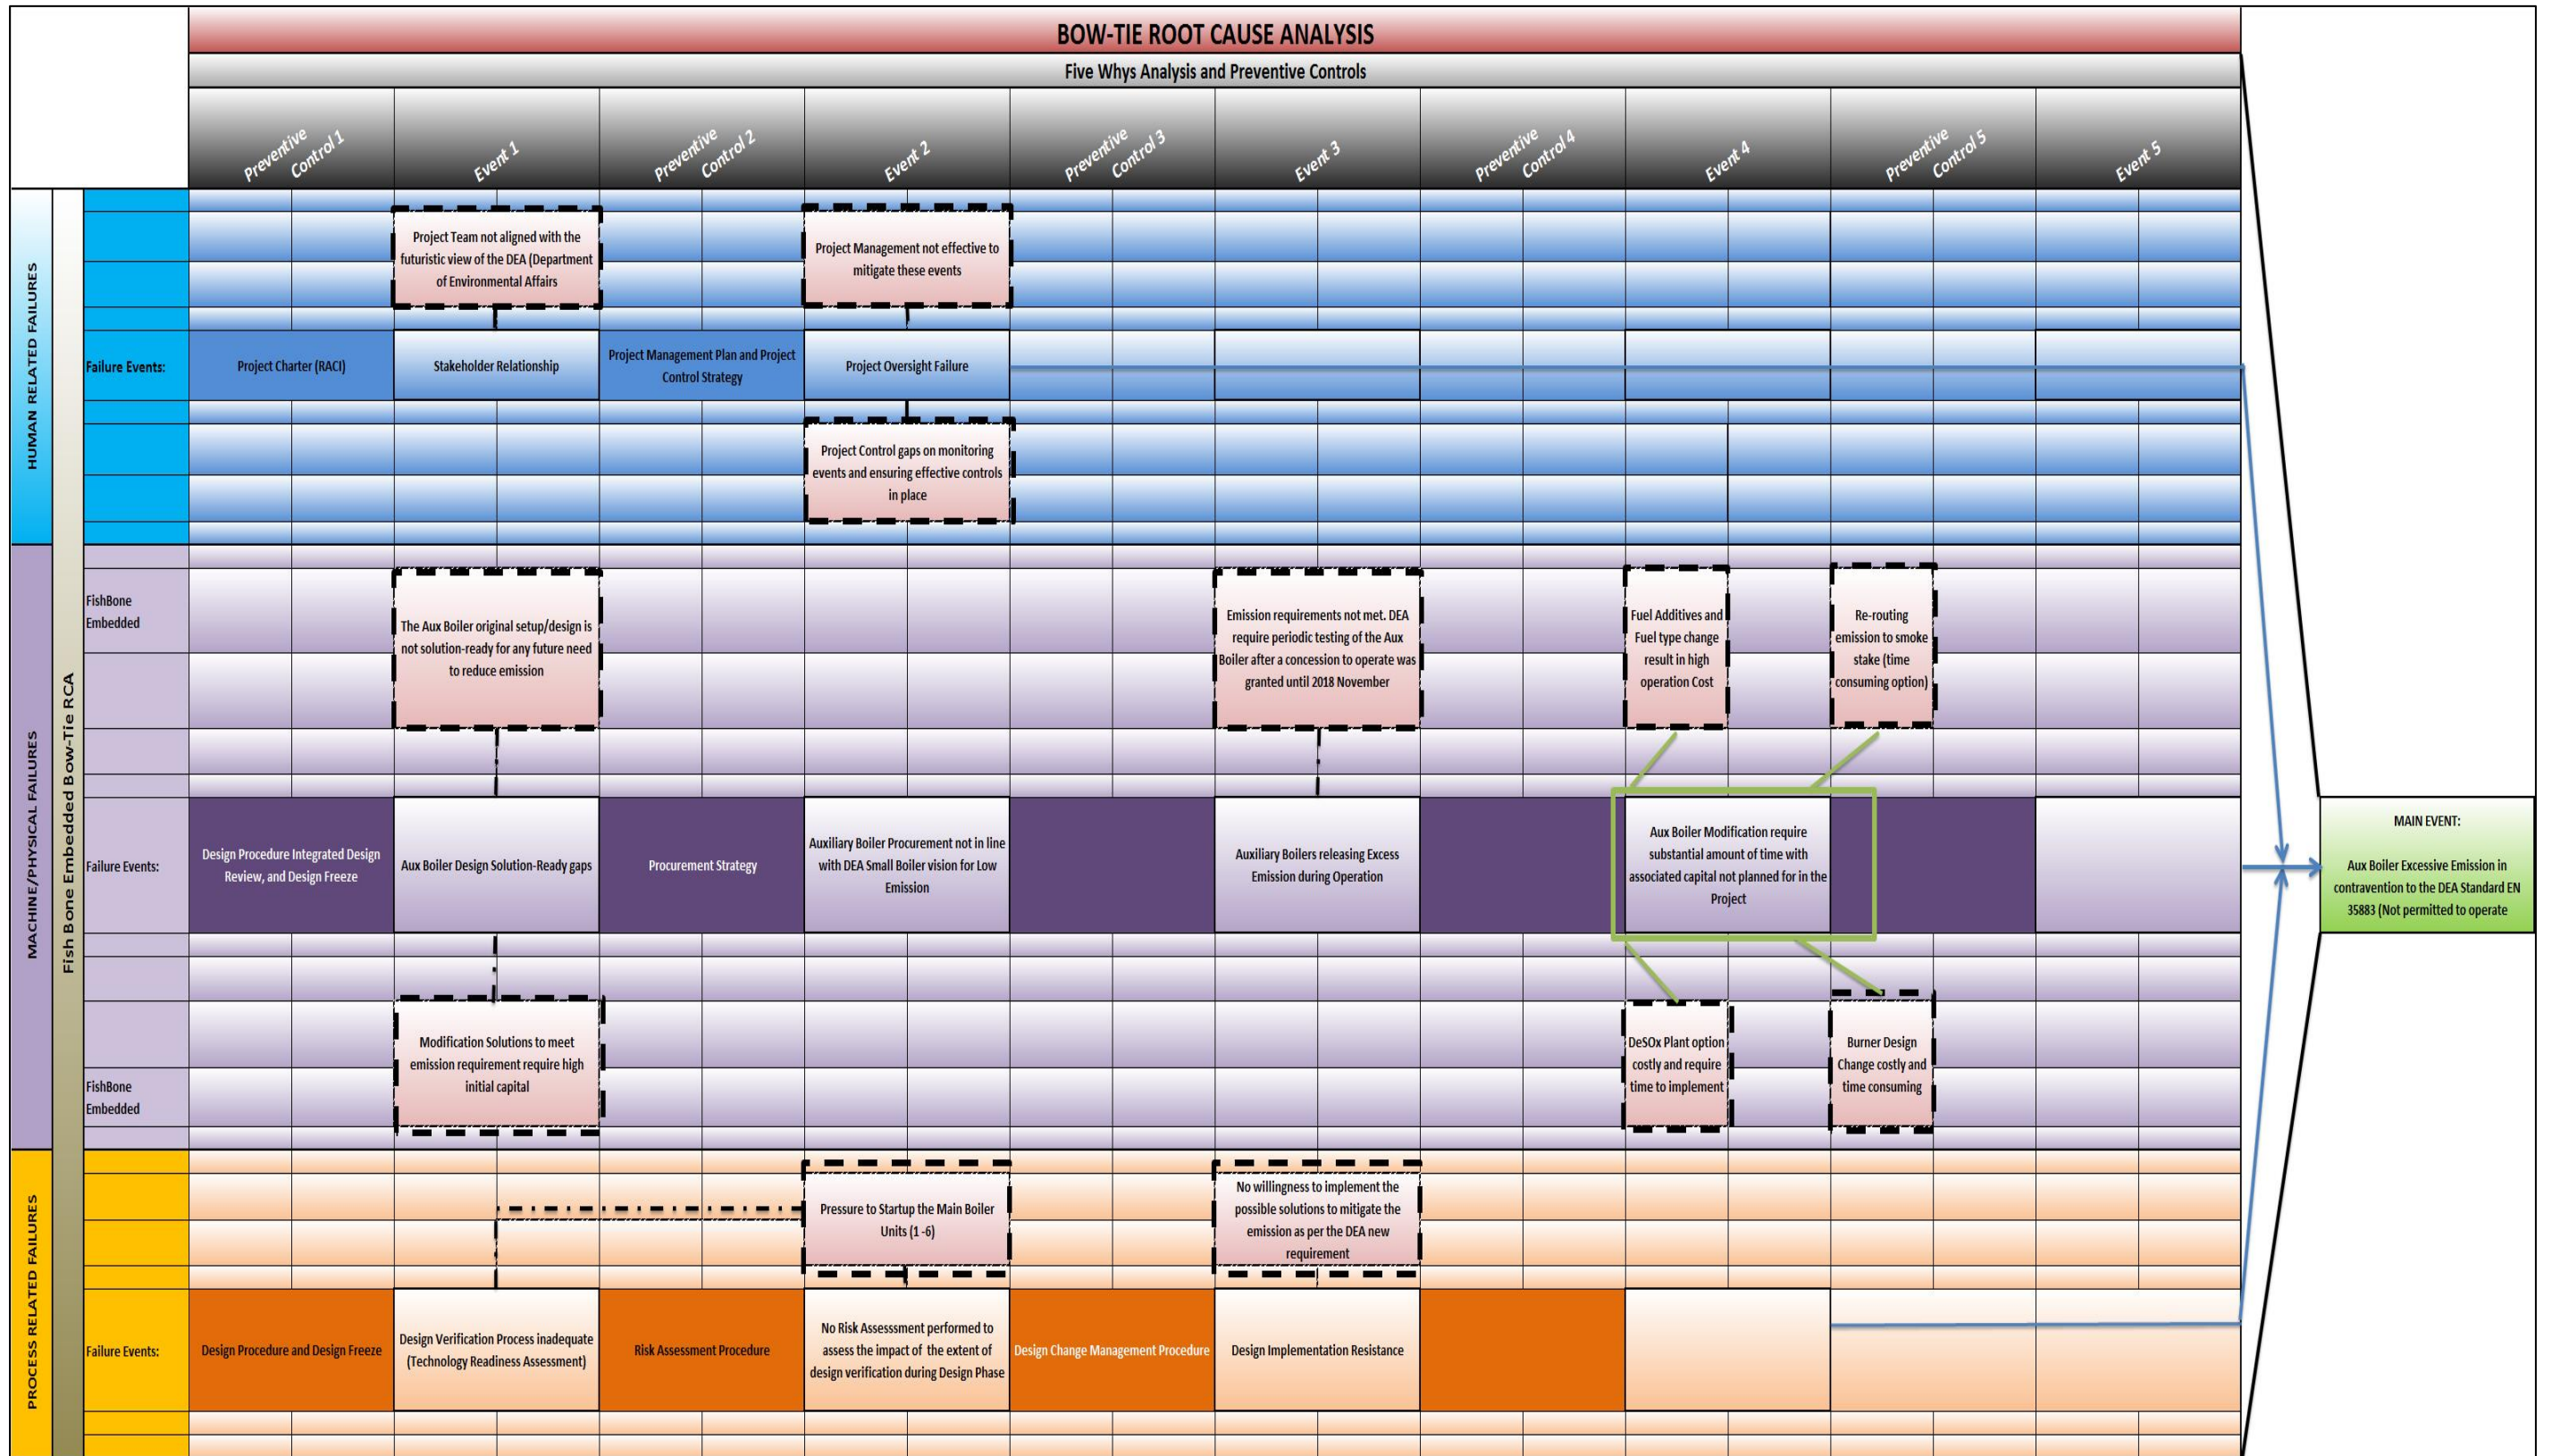 BOW-TIE ROOT CAUSE ANALYSIS
Five Whys Analysis and Preventive Controls
Preventive
Control 1
Event 1
Preventive
Control 2
Event 2
Preventive
Control 3
Event 3
Preventive
Control 4
Event 4
Preventive
Control 5
Event 5
HUMAN RELATED FAILURES
Fish Bone Embedded Bow-Tie RCA
Project Team not aligned with the
futuristic view of the DEA (Department
of Environmental Affairs
Project Management not effective to
mitigate these events
Failure Events:
Project Charter (RACI)
Stakeholder Relationship
Project Management Plan and Project
Control Strategy
Project Oversight Failure
Project Control gaps on monitoring
events and ensuring effective controls
in place
MACHINE/PHYSICAL FAILURES
FishBone
Embedded
The Aux Boiler original setup/design is
not solution-ready for any future need
to reduce emission
Emission requirements not met. DEA
require periodic testing of the Aux
Boiler after a concession to operate was
granted until 2018 November
Fuel Additives and
Fuel type change
result in high
operation Cost
Re-routing
emission to smoke
stake (time
consuming option)
Failure Events:
Design Procedure Integrated Design
Review, and Design Freeze
Aux Boiler Design Solution-Ready gaps
Procurement Strategy
Auxiliary Boiler Procurement not in line
with DEA Small Boiler vision for Low
Emission
Auxiliary Boilers releasing Excess
Emission during Operation
Aux Boiler Modification require
substantial amount of time with
associated capital not planned for in the
Project
MAIN EVENT:
Aux Boiler Excessive Emission in
contravention to the DEA Standard EN
35883 (Not permitted to operate
FishBone
Embedded
Modification Solutions to meet
emission requirement require high
initial capital
DeSOx Plant option
costly and require
time to implement
Burner Design
Change costly and
time consuming
PROCESS RELATED FAILURES
Pressure to Startup the Main Boiler
Units (1 -6)
No willingness to implement the
possible solutions to mitigate the
emission as per the DEA new
requirement
Failure Events:
Design Procedure and Design Freeze
Design Verification Process inadequate
(Technology Readiness Assessment)
Risk Assessment Procedure
No Risk Assesssment performed to
assess the impact of the extent of
design verification during Design Phase
Design Change Management Procedure
Design Implementation Resistance